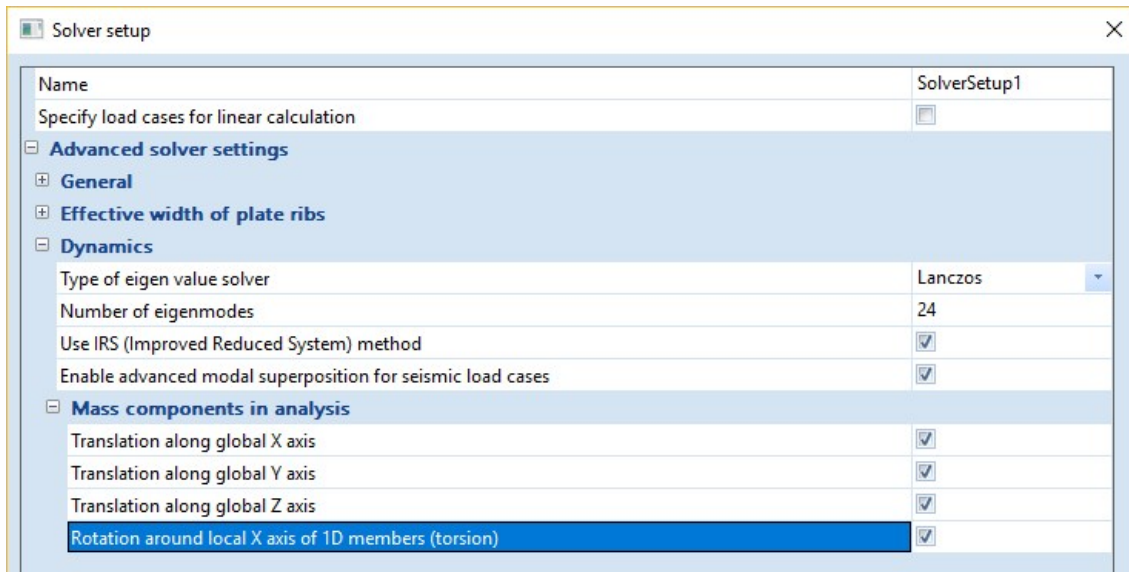 Solver setup
Name SolverSetup1
Specify load cases for linear calculation
Advanced solver settings
General
Effective width of plate ribs
Dynamics
Type of eigen value solver Lanczos
Number of eigenmodes 24
Use IRS (Improved Reduced System) method
Enable advanced modal superposition for seismic load cases
Mass components in analysis
Translation along global X axis
Translation along global Y axis
Translation along global Z axis
Rotation around local X axis of 1D members (torsion)